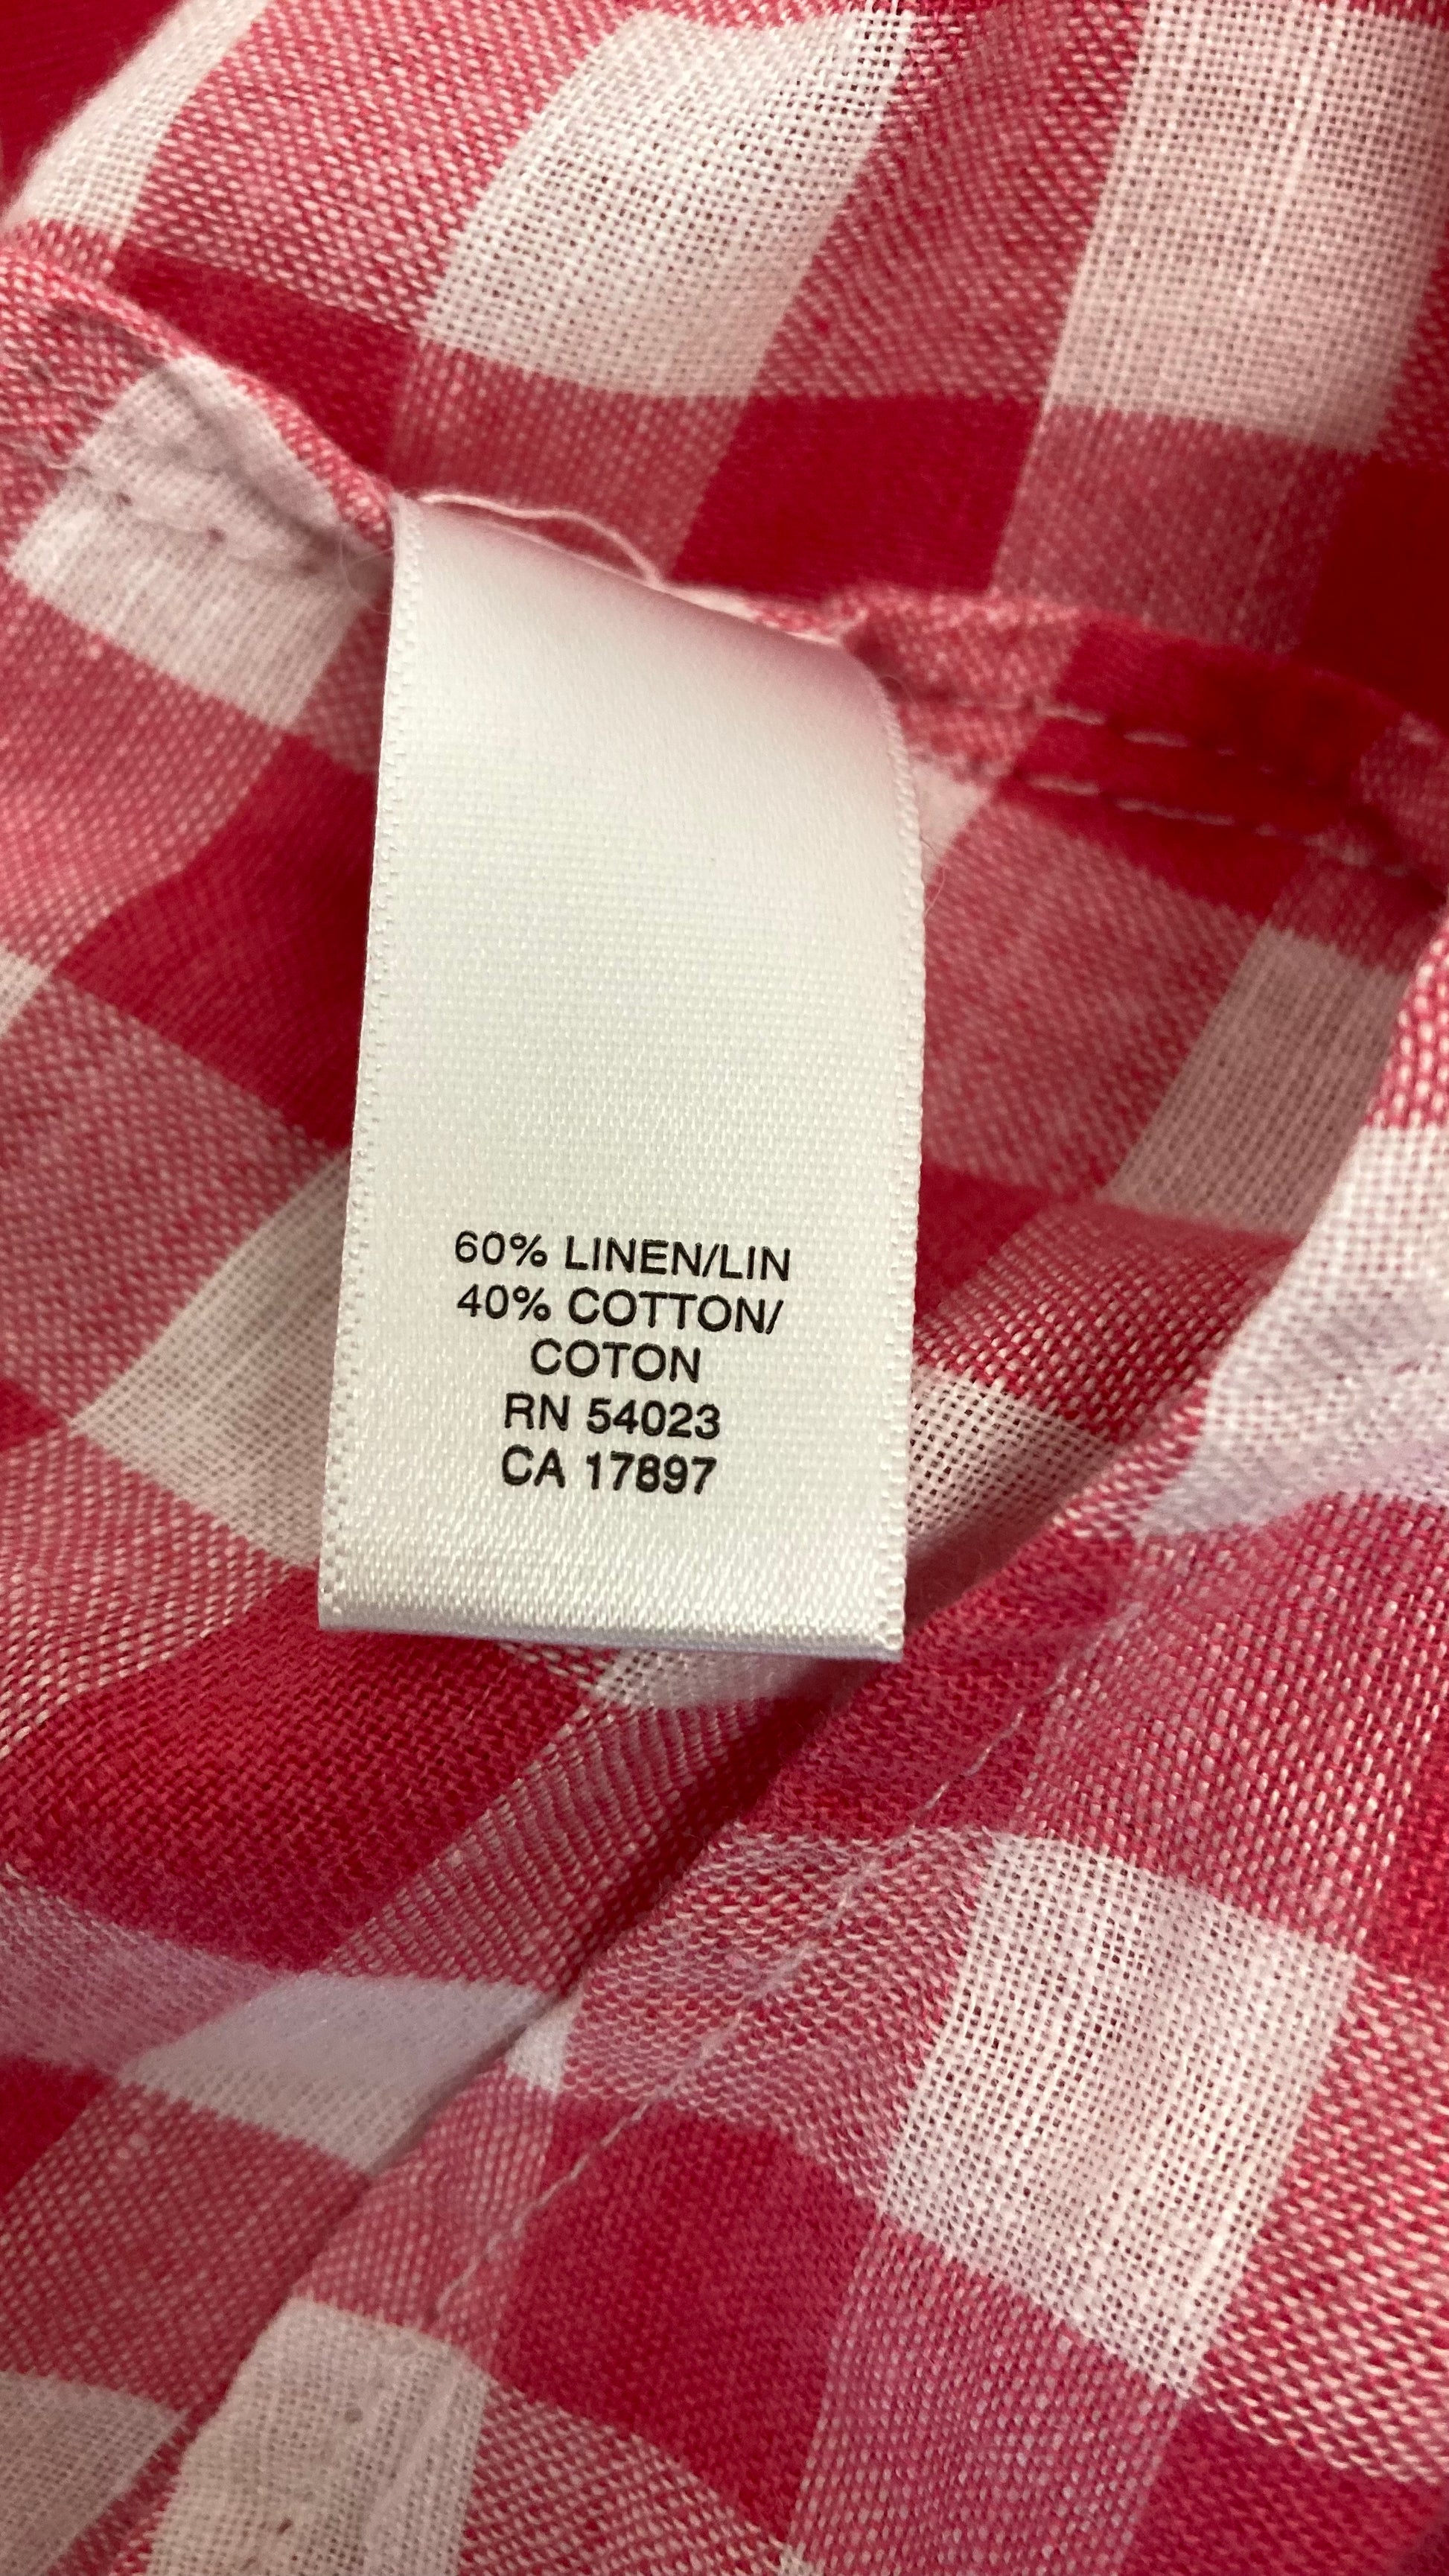 60% LINEN/LIN
40% COTTON/
COTON
RN 54023
CA 17897